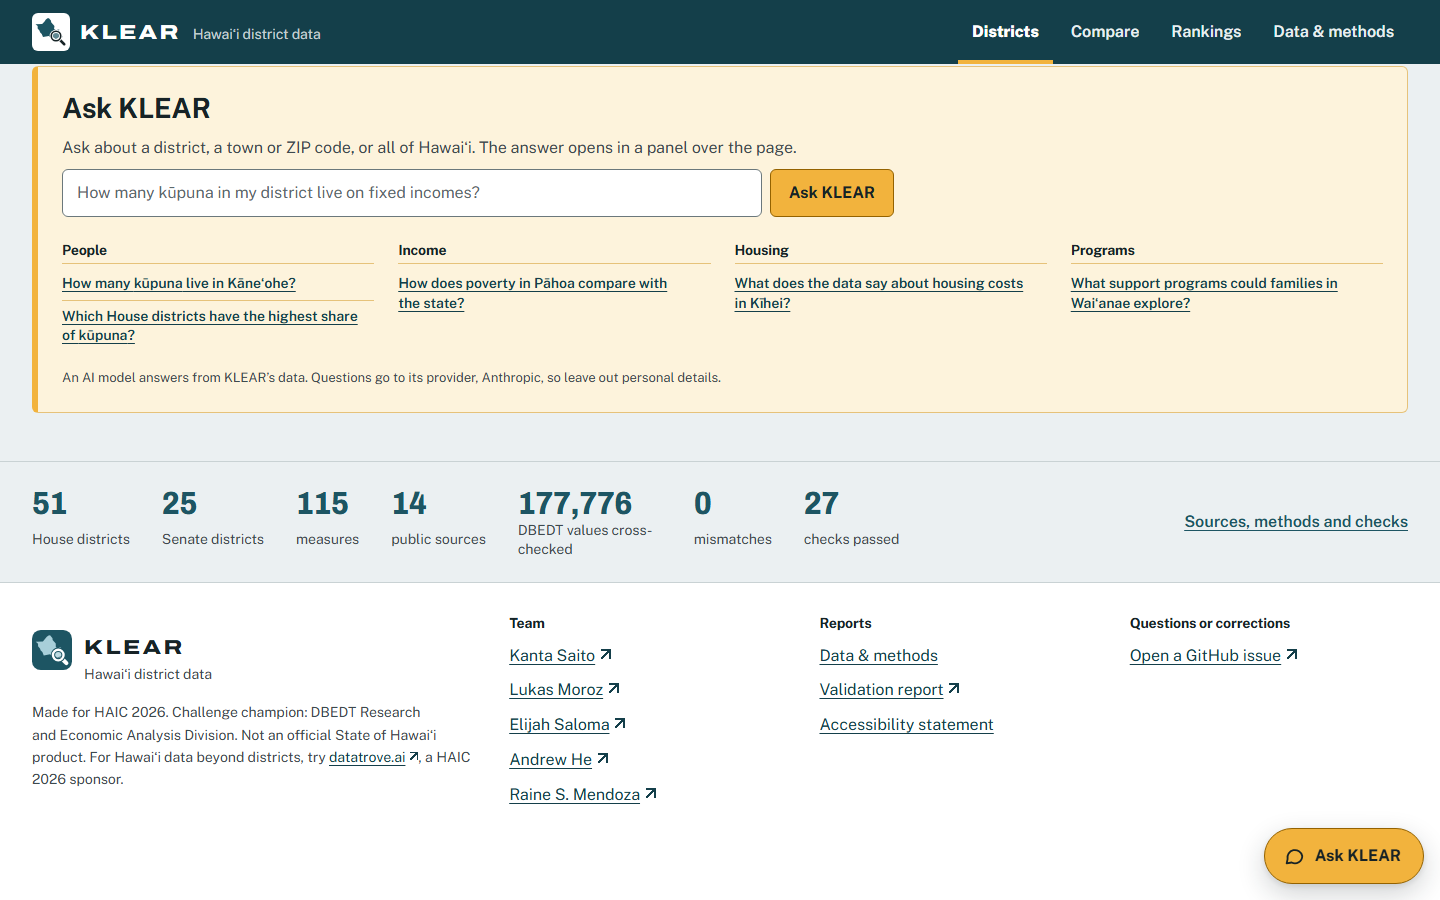 KLEAR
Hawaiʻi district data
Districts
Compare
Rankings
Data & methods
Ask KLEAR
Ask about a district, a town or ZIP code, or all of Hawaiʻi. The answer opens in a panel over the page.
How many kūpuna in my district live on fixed incomes?
Ask KLEAR
People
How many kūpuna live in Kāneʻohe?
Which House districts have the highest share
of kūpuna?
Income
How does poverty in Pāhoa compare with
the state?
Housing
What does the data say about housing costs
in Kīhei?
Programs
What support programs could families in
Waiʻanae explore?
An AI model answers from KLEAR’s data. Questions go to its provider, Anthropic, so leave out personal details.
51
House districts
25
Senate districts
115
measures
14
public sources
177,776
DBEDT values cross-
checked
0
mismatches
27
checks passed
Sources, methods and checks
KLEAR
Hawaiʻi district data
Made for HAIC 2026. Challenge champion: DBEDT Research
and Economic Analysis Division. Not an official State of Hawaiʻi
product. For Hawaiʻi data beyond districts, try datatrove.ai, a HAIC
2026 sponsor.
Team
Kanta Saito
Lukas Moroz
Elijah Saloma
Andrew He
Raine S. Mendoza
Reports
Data & methods
Validation report
Accessibility statement
Questions or corrections
Open a GitHub issue
Ask KLEAR